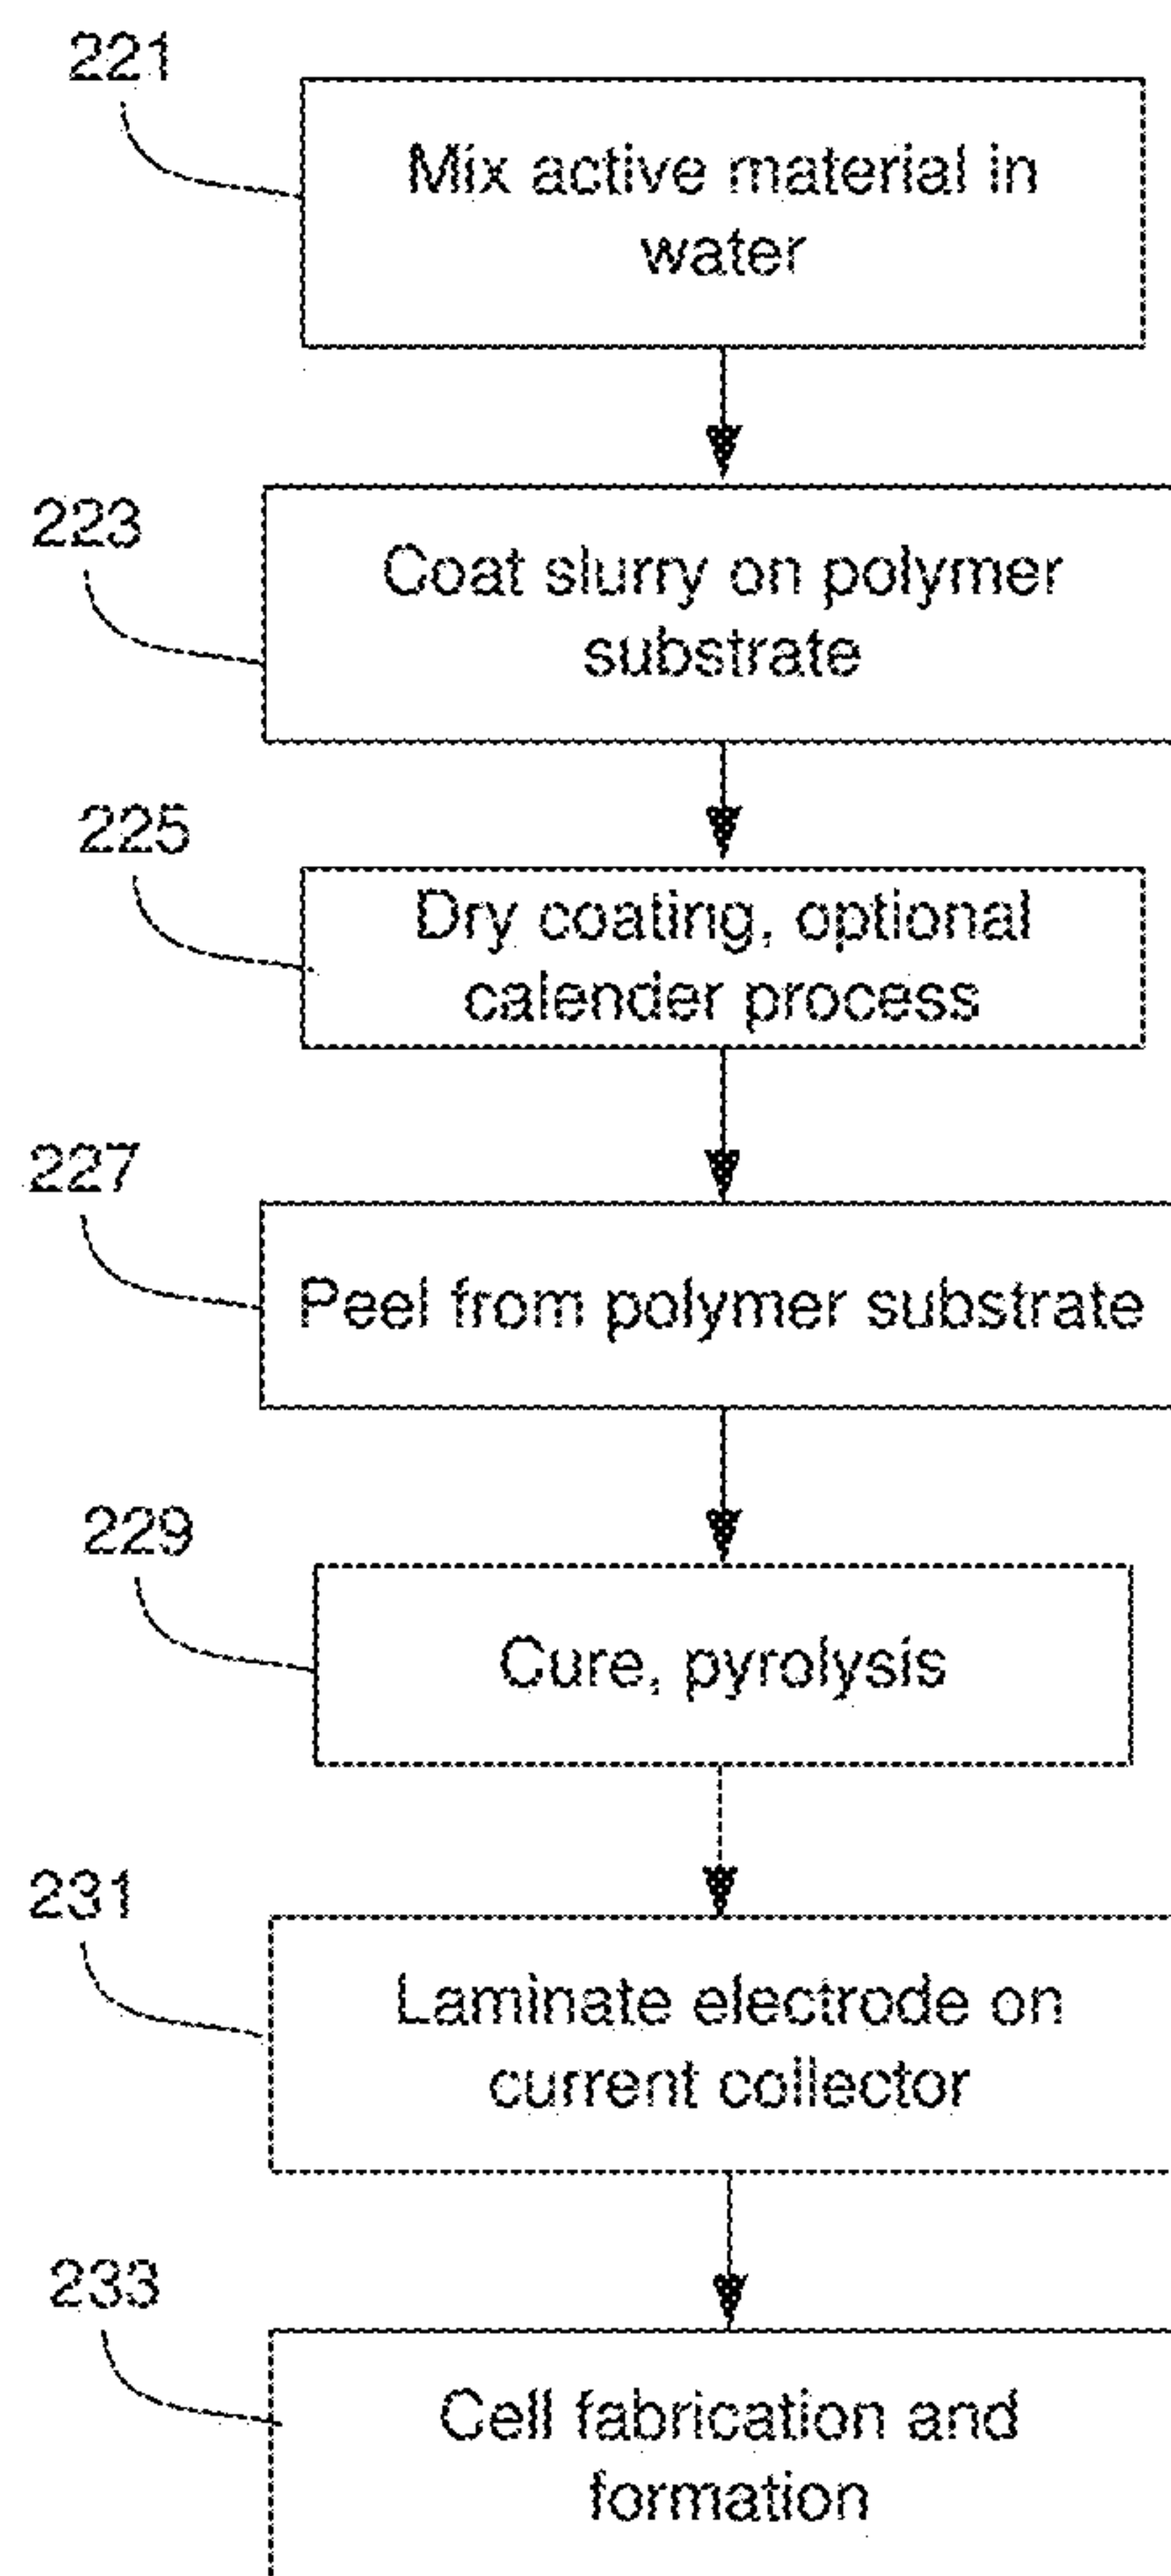 221
Mix active material in
water
223
Coat slurry on polymer
substrate
225
Dry coating, optional
calender process
227
Peel from polymer substrate
229
Cure, pyrolysis
231
Laminate electrode on
current collector
233
Cell fabrication and
formation